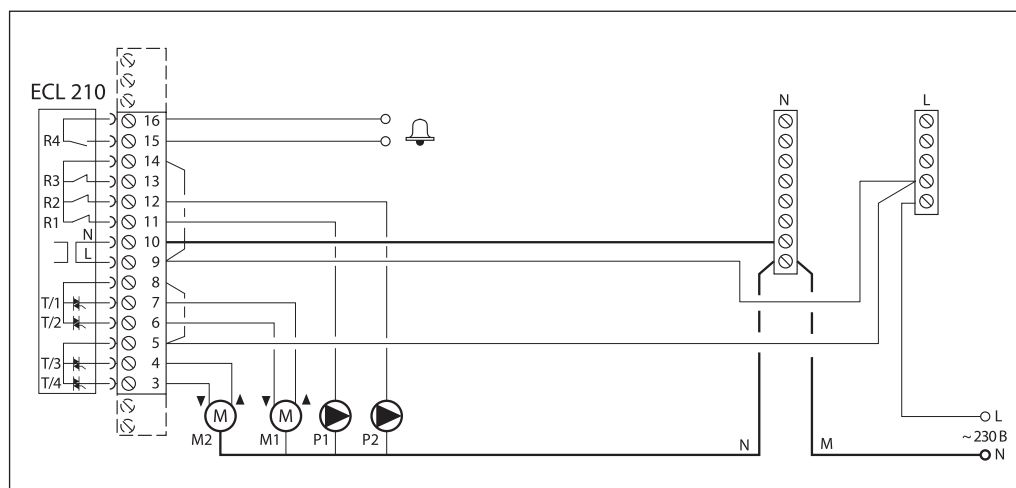 ECL 210
N L
16
R4 15
14
R3 13
R2 12
R1 11
N 10
L 9
8
T/1 7
T/2 6
5
T/3 4
T/4 3
M M
M2 M1 P1 P2
N M
L
~ 230 В
N